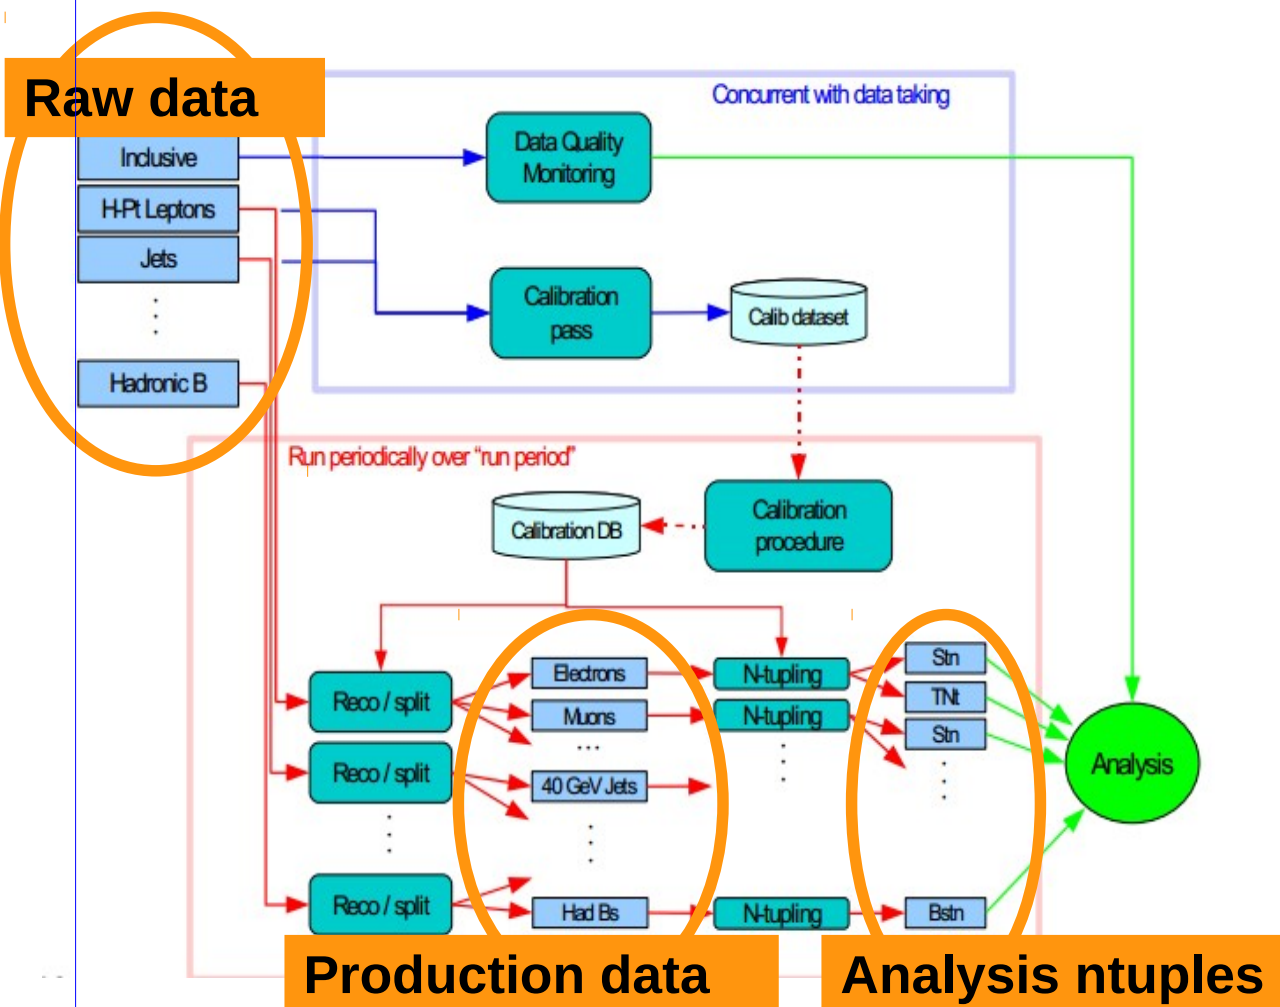 Raw data
Concurrent with data taking
Inclusive
Data Quality
Monitoring
H-Pt Leptons
Jets
Calibration
pass
Calib dataset
Hadronic B
Run periodically over “run period”
Calibration DB
Calibration
procedure
Electrons
N-tupling
Stn
Reco / split
Muons
N-tupling
TNt
Stn
...
Reco / split
40 GeV Jets
Analysis
Reco / split
Had Bs
N-tupling
Bstn
Production data
Analysis ntuples